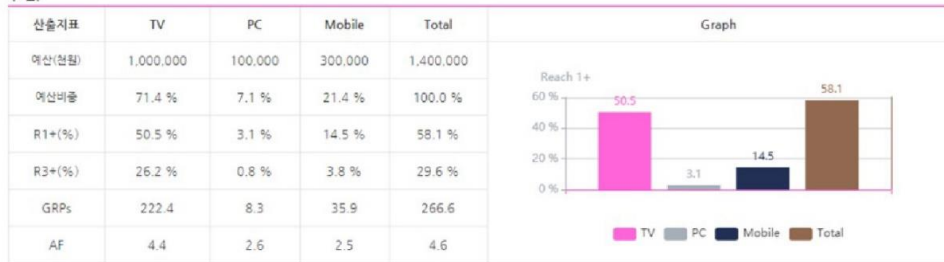 산출지표 TV PC Mobile Total Graph
예산(천원) 1,000,000 100,000 300,000 1,400,000
예산비중 71.4 % 7.1 % 21.4 % 100.0 %
R1+(%) 50.5 % 3.1 % 14.5 % 58.1 %
R3+(%) 26.2 % 0.8 % 3.8 % 29.6 %
GRPs 222.4 8.3 35.9 266.6
AF 4.4 2.6 2.5 4.6
Reach 1+
60 %
40 %
20 %
0 %
50.5
3.1
14.5
58.1
TV PC Mobile Total